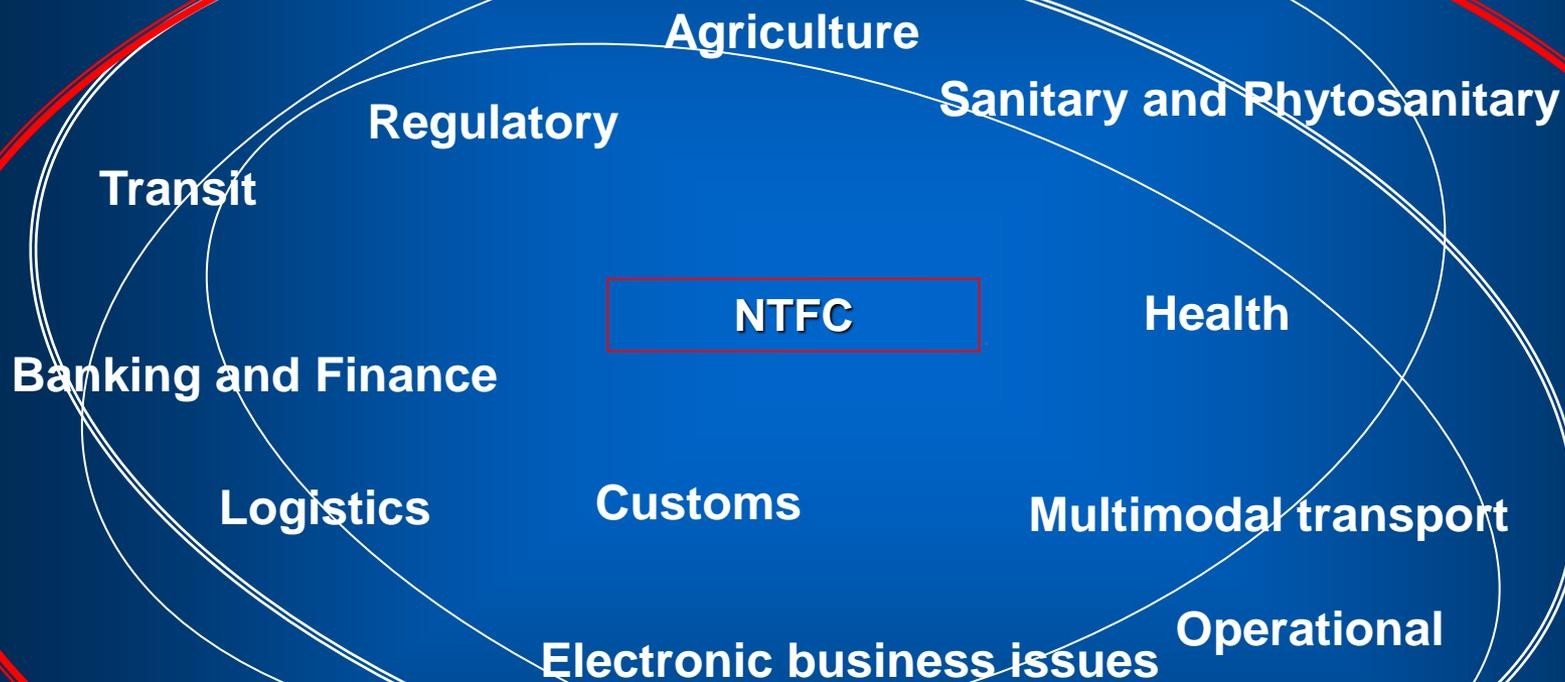 Agriculture
Sanitary and Phytosanitary
Regulatory
Transit
NTFC
Health
Banking and Finance
Logistics
Customs
Multimodal transport
Operational
Electronic business issues